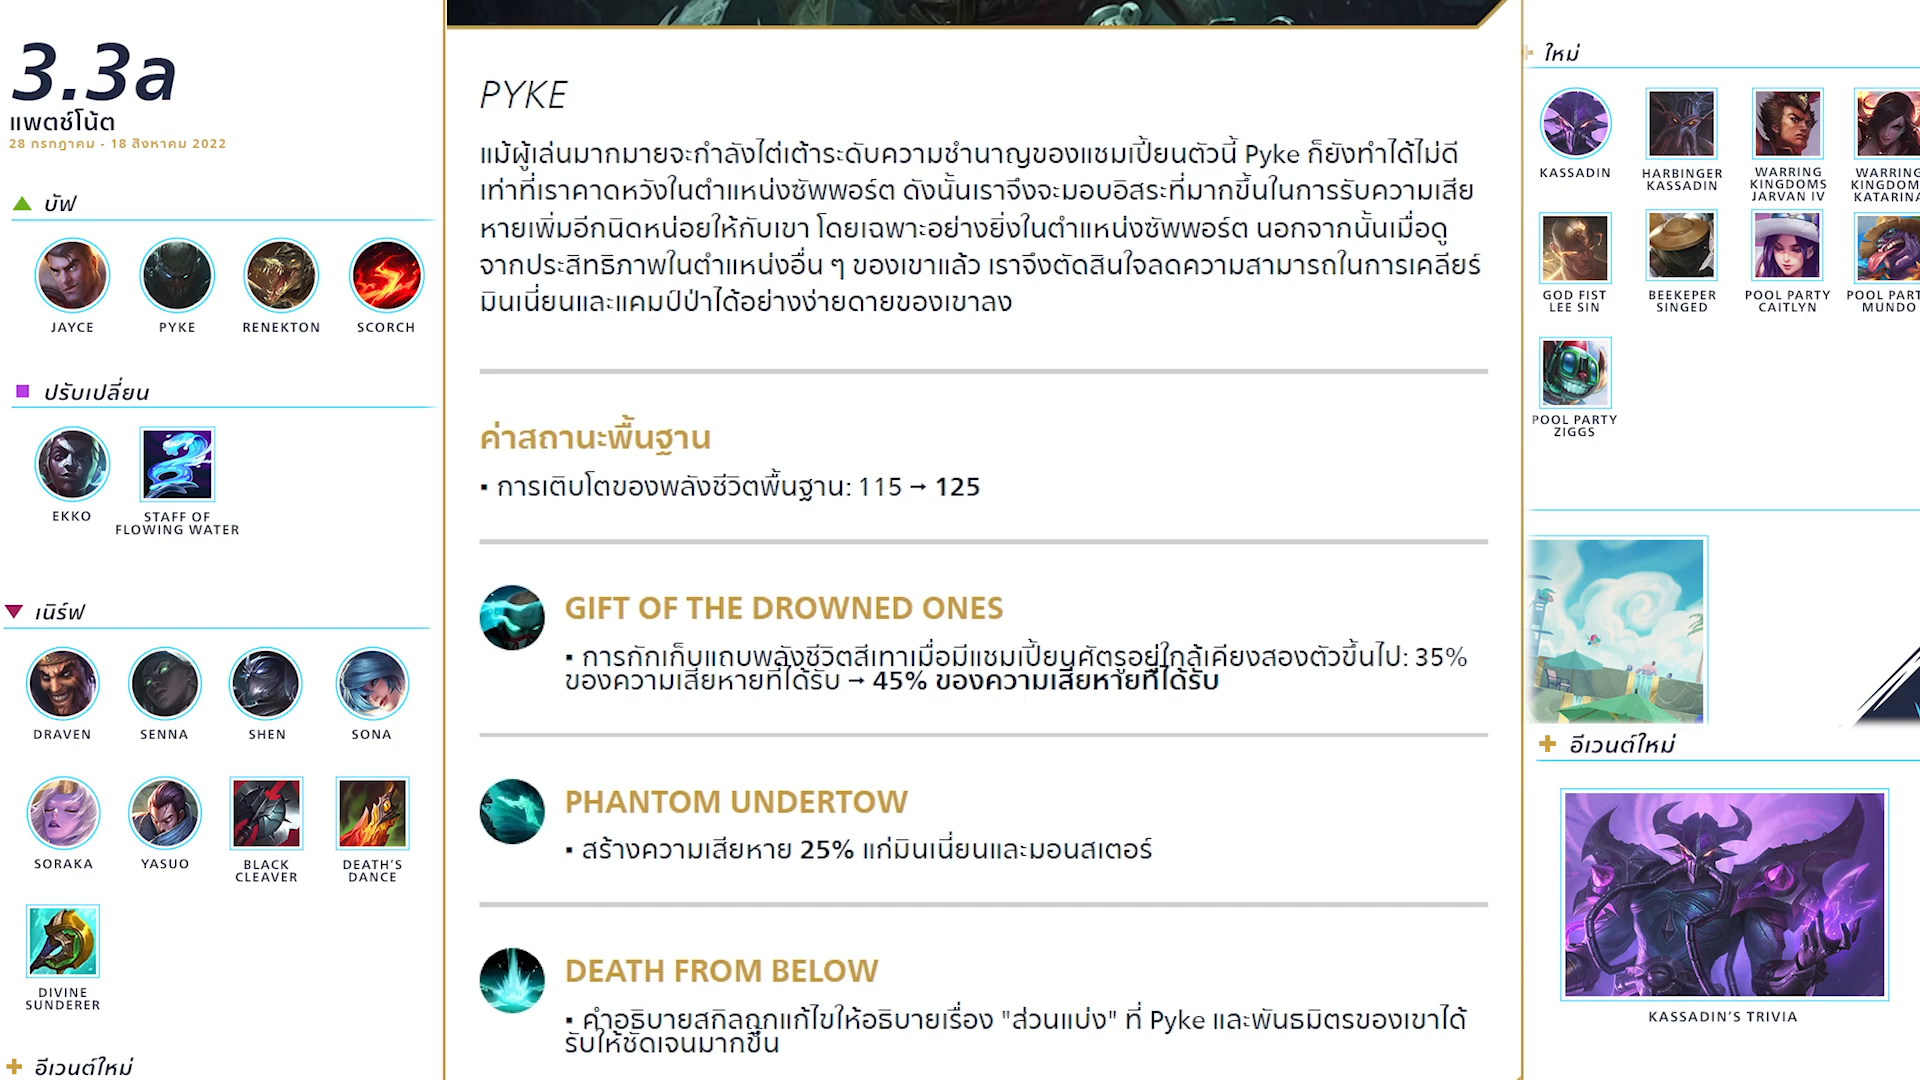 3.3a
แพตช์โน้ต
28 กรกฎาคม - 18 สิงหาคม 2022
บัฟ
JAYCE
PYKE
RENEKTON
SCORCH
ปรับเปลี่ยน
EKKO
STAFF OF
FLOWING WATER
เนิร์ฟ
DRAVEN
SENNA
SHEN
SONA
SORAKA
YASUO
BLACK
CLEAVER
DEATH'S
DANCE
DIVINE
SUNDERER
อีเวนต์ใหม่
PYKE
แม้ผู้เล่นมากมายจะกำลังไต่เต้าระดับความชำนาญของแชมเปี้ยนตัวนี้ Pyke ก็ยังทำได้ไม่ดี
เท่าที่เราคาดหวังในตำแหน่งซัพพอร์ต ดังนั้นเราจึงจะมอบอิสระที่มากขึ้นในการรับความเสีย
หายเพิ่มอีกนิดหน่อยให้กับเขา โดยเฉพาะอย่างยิ่งในตำแหน่งซัพพอร์ต นอกจากนั้นเมื่อดู
จากประสิทธิภาพในตำแหน่งอื่น ๆ ของเขาแล้ว เราจึงตัดสินใจลดความสามารถในการเคลียร์
มินเนี่ยนและแคมป์ป่าได้อย่างง่ายดายของเขาลง
ค่าสถานะพื้นฐาน
▪ การเติบโตของพลังชีวิตพื้นฐาน: 115 → 125
GIFT OF THE DROWNED ONES
▪ การกักเก็บแถบพลังชีวิตสีเทาเมื่อมีแชมเปี้ยนศัตรูอยู่ใกล้เคียงสองตัวขึ้นไป: 35%
ของความเสียหายที่ได้รับ → 45% ของความเสียหายที่ได้รับ
PHANTOM UNDERTOW
▪ สร้างความเสียหาย 25% แก่มินเนี่ยนและมอนสเตอร์
DEATH FROM BELOW
▪ คำอธิบายสกิลถูกแก้ไขให้อธิบายเรื่อง "ส่วนแบ่ง" ที่ Pyke และพันธมิตรของเขาได้
รับให้ชัดเจนมากขึ้น
ใหม่
KASSADIN
HARBINGER
KASSADIN
WARRING
KINGDOMS
JARVAN IV
WARRING
KINGDOM
KATARINA
GOD FIST
LEE SIN
BEEKEPER
SINGED
POOL PARTY
CAITLYN
POOL PART
MUNDO
POOL PARTY
ZIGGS
อีเวนต์ใหม่
KASSADIN'S TRIVIA